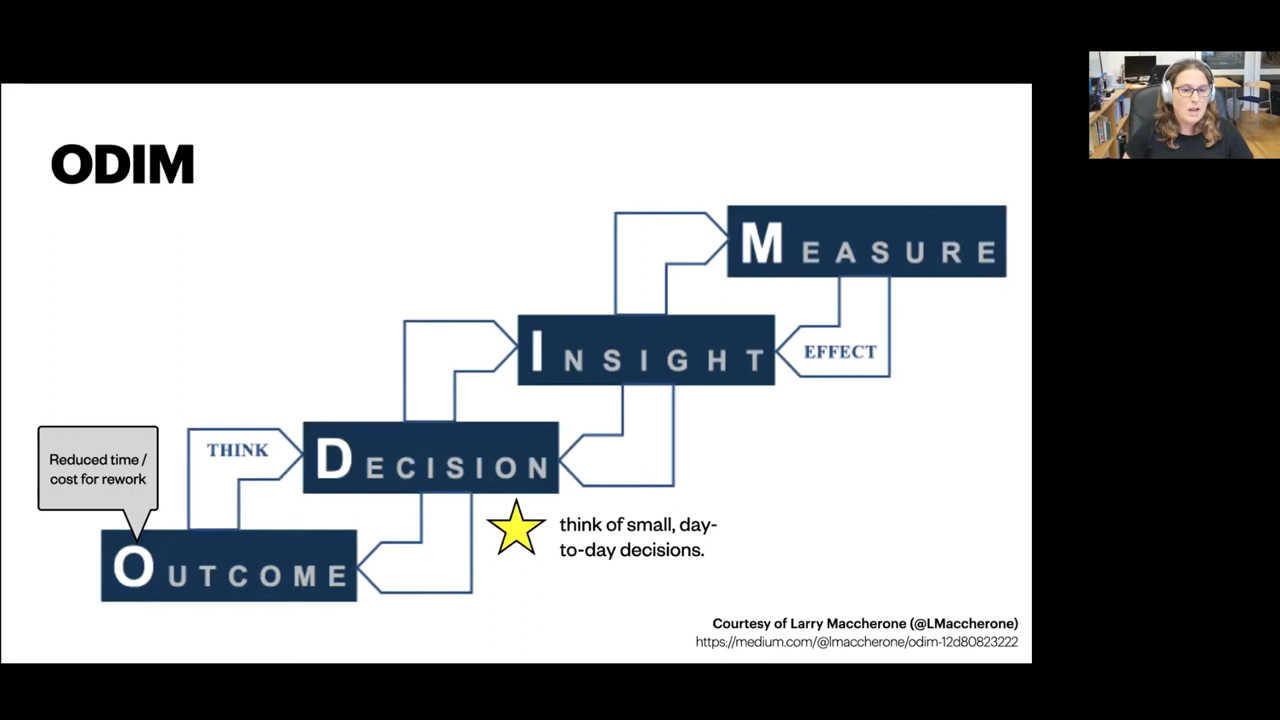 ODIM
MEASURE
EFFECT
INSIGHT
THINK
DECISION
Reduced time /
cost for rework
think of small, day-
to-day decisions.
OUTCOME
Courtesy of Larry Maccherone (@LMaccherone)
https://medium.com/@lmaccherone/odim-12d80823222